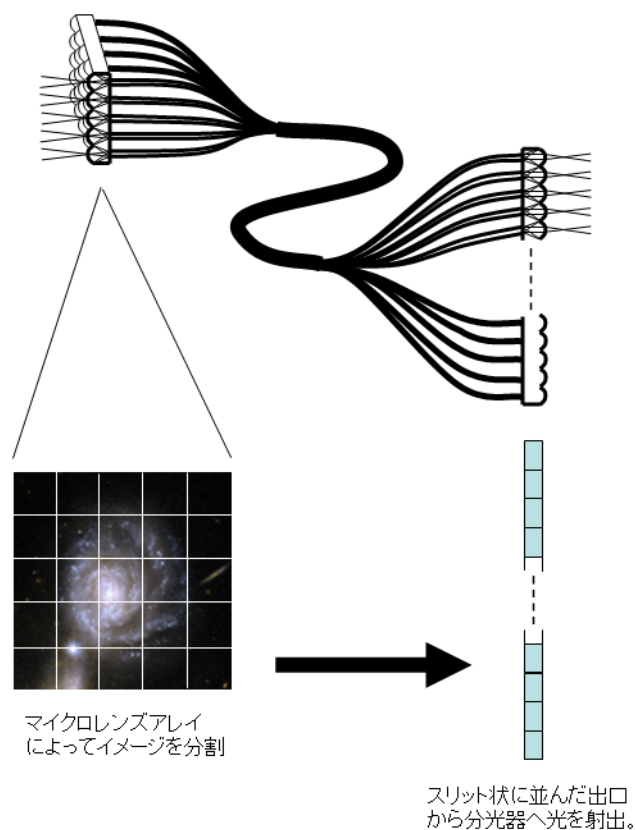 マイクロレンズアレイ
によってイメージを分割
スリット状に並んだ出口
から分光器へ光を射出。